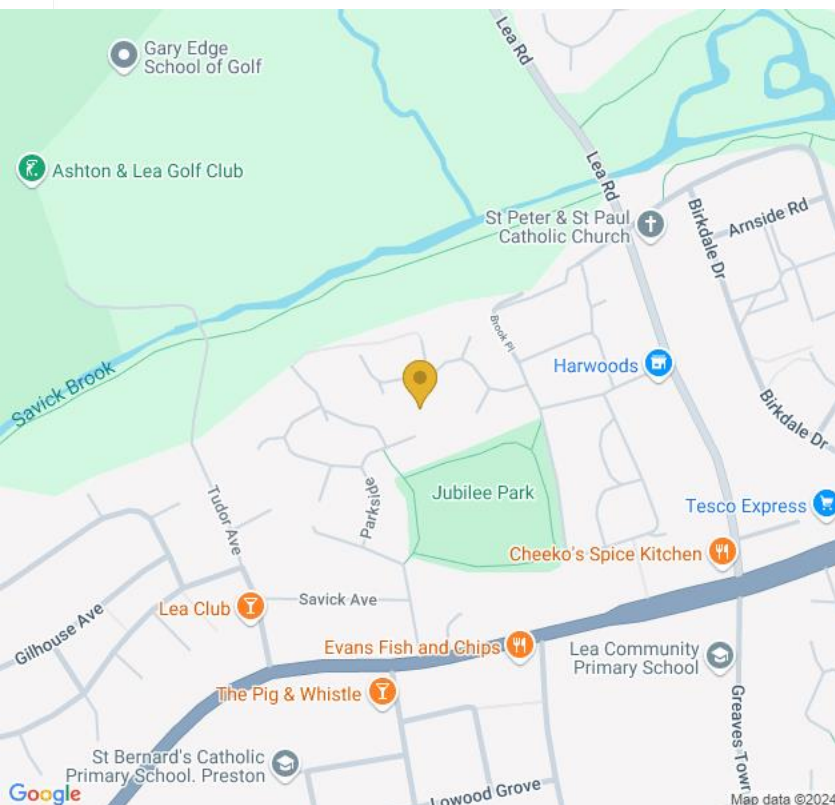 Gary Edge
School of Golf
Lea Rd
Ashton & Lea Golf Club
Lea Rd
St Peter & St Paul
Catholic Church
Birkdale Dr
Arnside Rd
Brook Pl
Harwoods
Savick Brook
Birkdale Dr
Jubilee Park
Parkside
Tudor Ave
Tesco Express
Cheeko's Spice Kitchen
Savick Ave
Lea Club
Gilhouse Ave
Evans Fish and Chips
Lea Community
Primary School
The Pig & Whistle
Greaves Town
St Bernard's Catholic
Primary School. Preston
Lowood Grove
Google
Map data ©2024